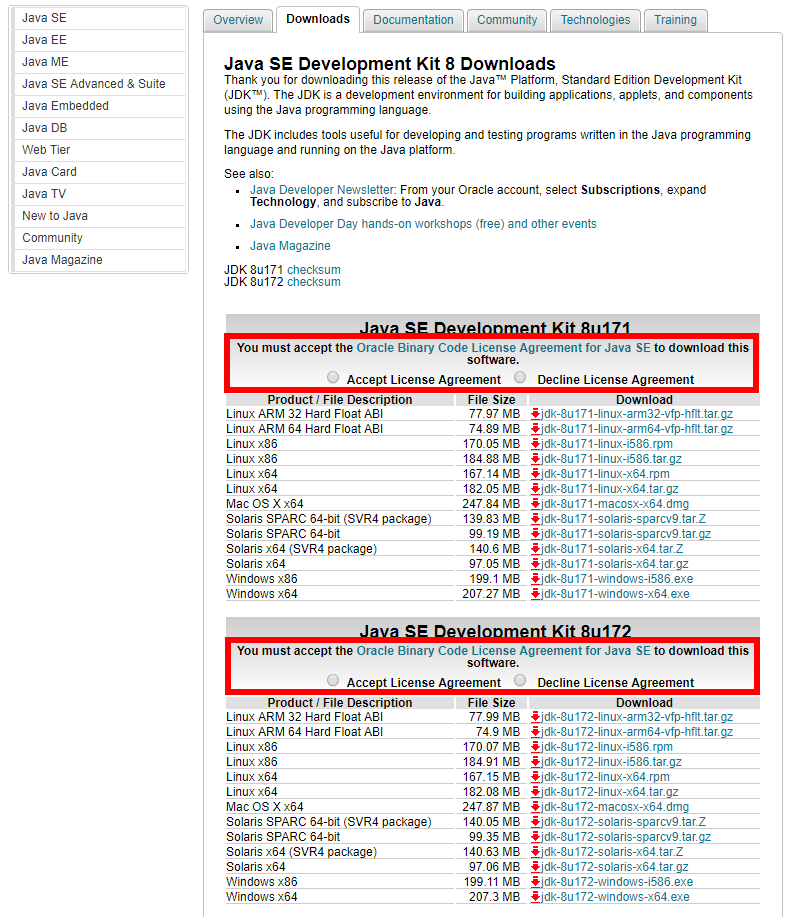 Java SE
Java EE
Java ME
Java SE Advanced & Suite
Java Embedded
Java DB
Web Tier
Java Card
Java TV
New to Java
Community
Java Magazine
Overview Downloads Documentation Community Technologies Training
Java SE Development Kit 8 Downloads
Thank you for downloading this release of the Java™ Platform, Standard Edition Development Kit
(JDK™). The JDK is a development environment for building applications, applets, and components
using the Java programming language.
The JDK includes tools useful for developing and testing programs written in the Java programming
language and running on the Java platform.
See also:
Java Developer Newsletter: From your Oracle account, select Subscriptions, expand
Technology, and subscribe to Java.
Java Developer Day hands-on workshops (free) and other events
Java Magazine
JDK 8u171 checksum
JDK 8u172 checksum
Java SE Development Kit 8u171
You must accept the Oracle Binary Code License Agreement for Java SE to download this
software.
Accept License Agreement Decline License Agreement
Product / File Description File Size Download
Linux ARM 32 Hard Float ABI 77.97 MB jdk-8u171-linux-arm32-vfp-hflt.tar.gz
Linux ARM 64 Hard Float ABI 74.89 MB jdk-8u171-linux-arm64-vfp-hflt.tar.gz
Linux x86 170.05 MB jdk-8u171-linux-i586.rpm
Linux x86 184.88 MB jdk-8u171-linux-i586.tar.gz
Linux x64 167.14 MB jdk-8u171-linux-x64.rpm
Linux x64 182.05 MB jdk-8u171-linux-x64.tar.gz
Mac OS X x64 247.84 MB jdk-8u171-macosx-x64.dmg
Solaris SPARC 64-bit (SVR4 package) 139.83 MB jdk-8u171-solaris-sparcv9.tar.Z
Solaris SPARC 64-bit 99.19 MB jdk-8u171-solaris-sparcv9.tar.gz
Solaris x64 (SVR4 package) 140.6 MB jdk-8u171-solaris-x64.tar.Z
Solaris x64 97.05 MB jdk-8u171-solaris-x64.tar.gz
Windows x86 199.1 MB jdk-8u171-windows-i586.exe
Windows x64 207.27 MB jdk-8u171-windows-x64.exe
Java SE Development Kit 8u172
You must accept the Oracle Binary Code License Agreement for Java SE to download this
software.
Accept License Agreement Decline License Agreement
Product / File Description File Size Download
Linux ARM 32 Hard Float ABI 77.99 MB jdk-8u172-linux-arm32-vfp-hflt.tar.gz
Linux ARM 64 Hard Float ABI 74.9 MB jdk-8u172-linux-arm64-vfp-hflt.tar.gz
Linux x86 170.07 MB jdk-8u172-linux-i586.rpm
Linux x86 184.91 MB jdk-8u172-linux-i586.tar.gz
Linux x64 167.15 MB jdk-8u172-linux-x64.rpm
Linux x64 182.08 MB jdk-8u172-linux-x64.tar.gz
Mac OS X x64 247.87 MB jdk-8u172-macosx-x64.dmg
Solaris SPARC 64-bit (SVR4 package) 140.05 MB jdk-8u172-solaris-sparcv9.tar.Z
Solaris SPARC 64-bit 99.35 MB jdk-8u172-solaris-sparcv9.tar.gz
Solaris x64 (SVR4 package) 140.63 MB jdk-8u172-solaris-x64.tar.Z
Solaris x64 97.06 MB jdk-8u172-solaris-x64.tar.gz
Windows x86 199.11 MB jdk-8u172-windows-i586.exe
Windows x64 207.3 MB jdk-8u172-windows-x64.exe